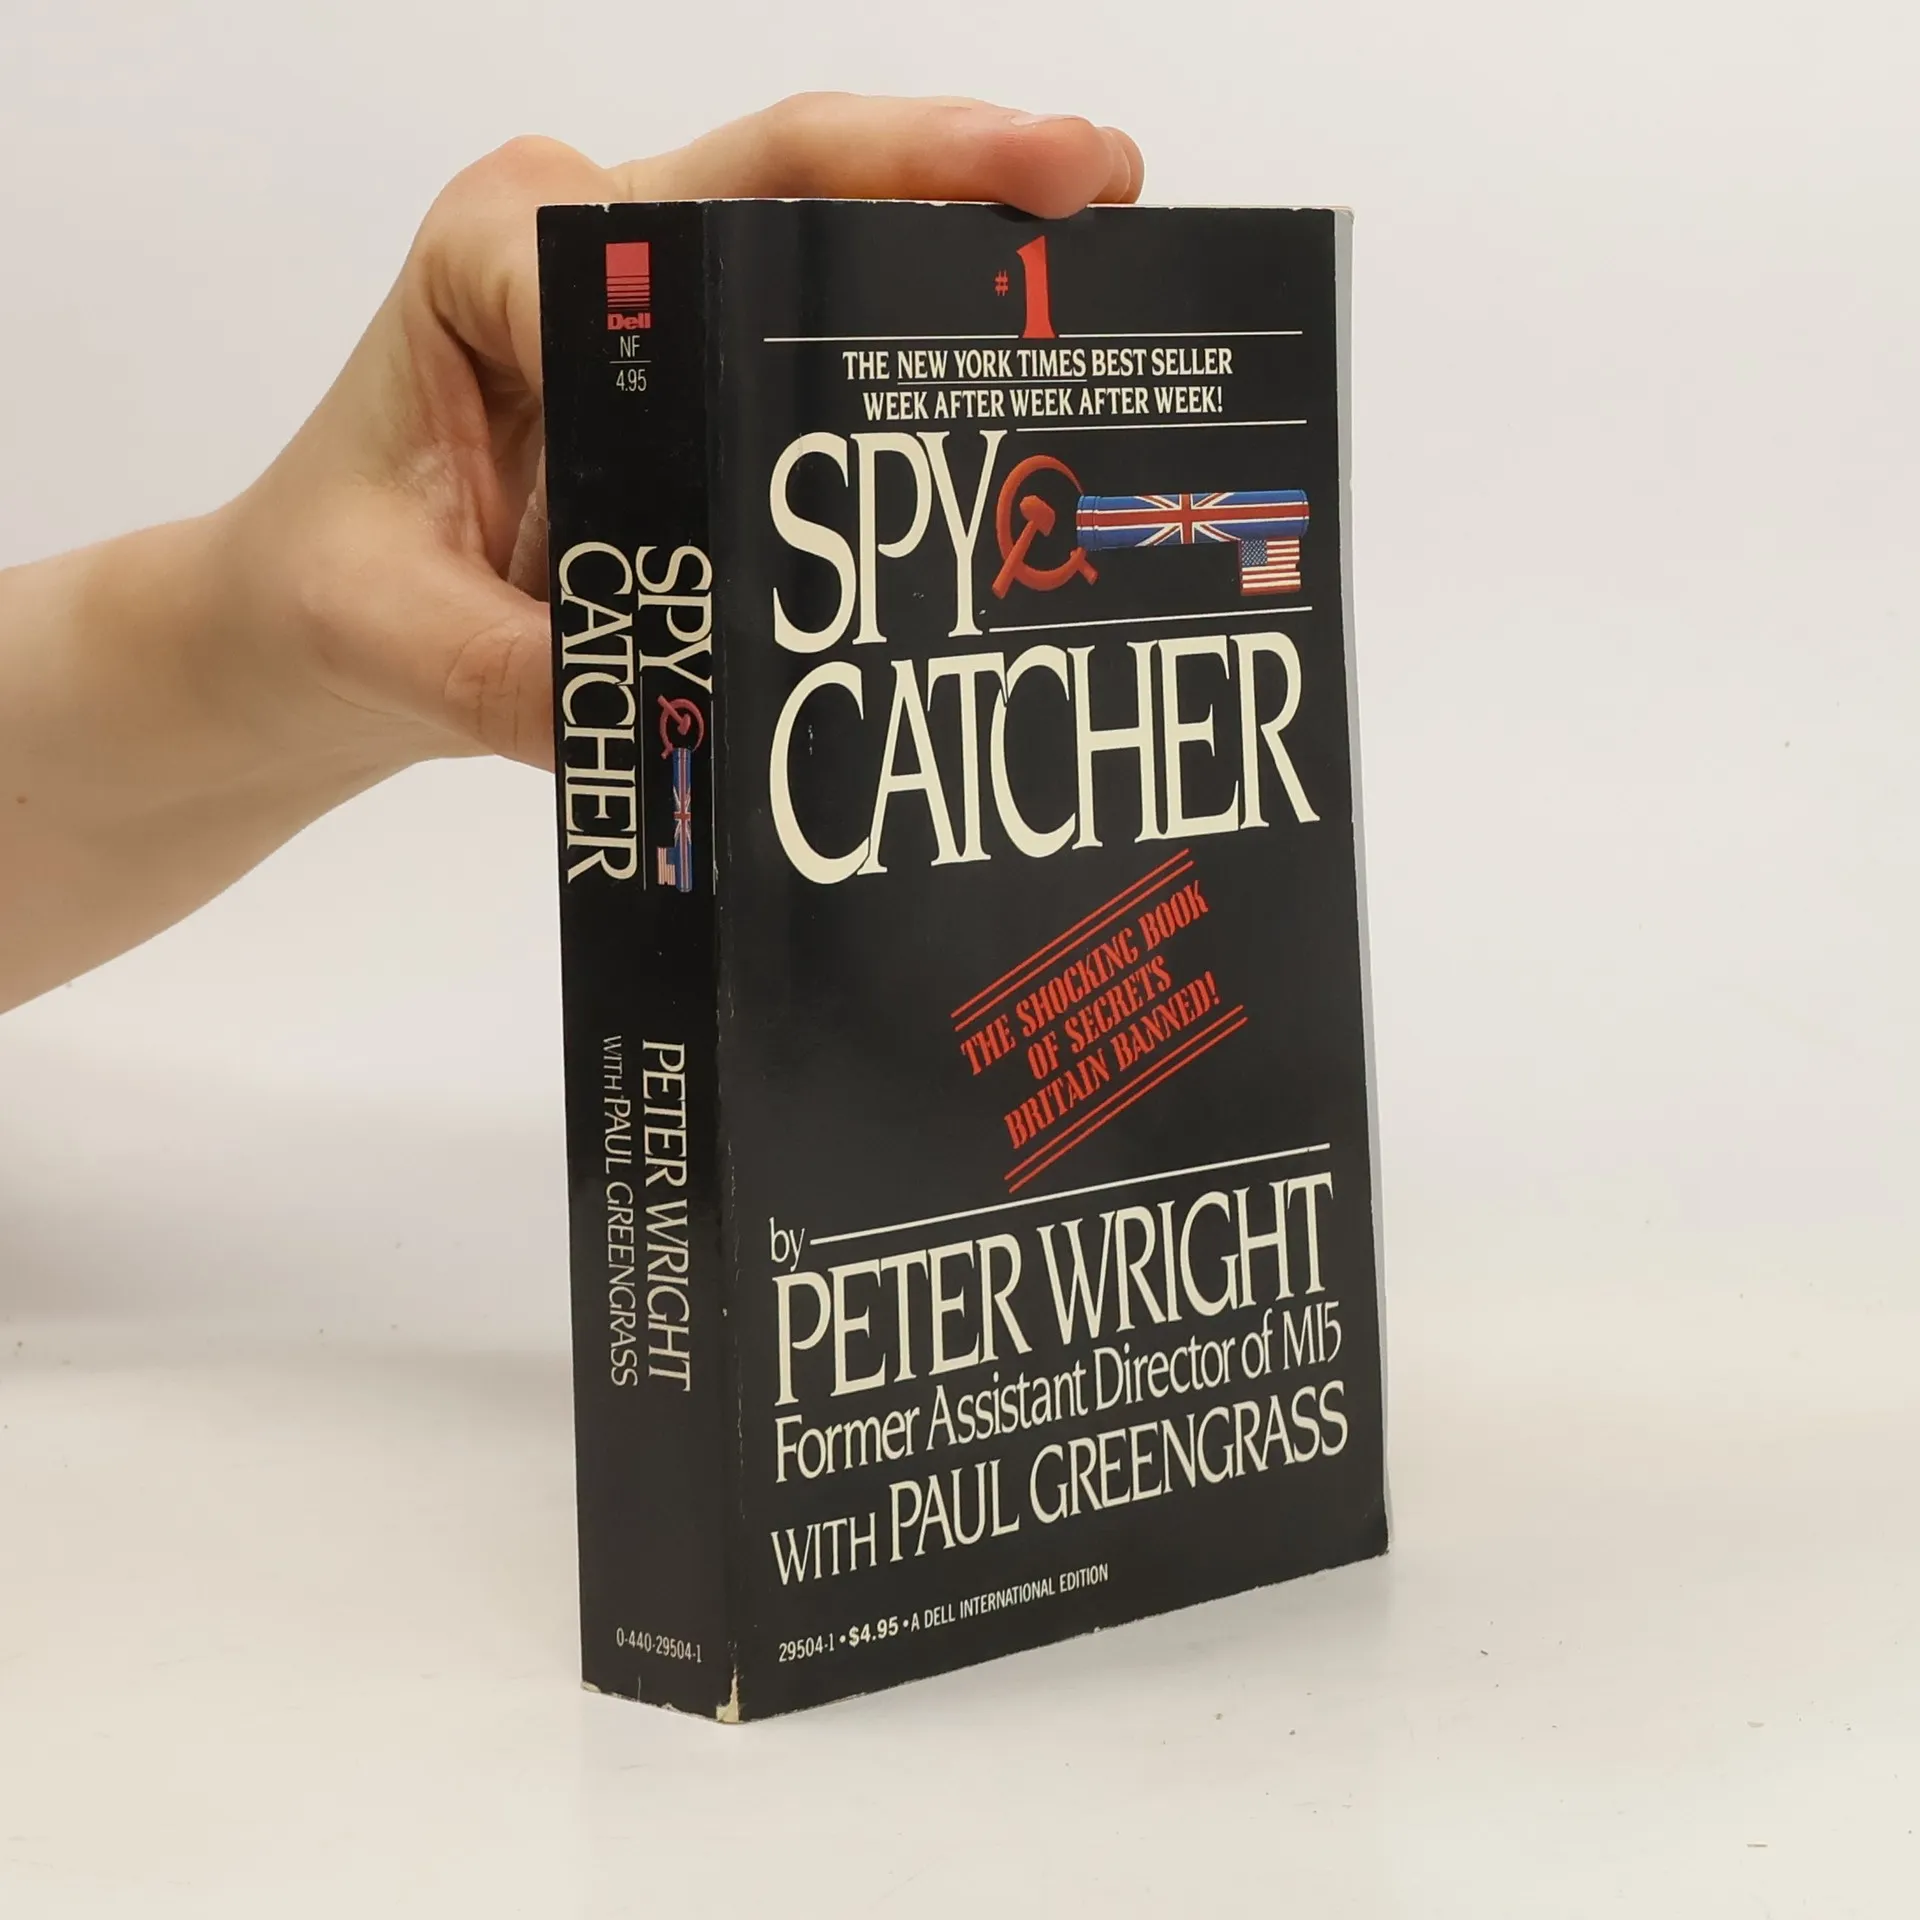 Dell
NF
4.95
SPY
CATCHER
PETER WRIGHT
WITH PAUL GREENGRASS
0-440-29504-1
#1
THE NEW YORK TIMES BEST SELLER
WEEK AFTER WEEK AFTER WEEK!
SPY
CATCHER
THE SHOCKING BOOK
OF SECRETS
BRITAIN BANNED!
by
PETER WRIGHT
Former Assistant Director of MI5
WITH PAUL GREENGRASS
29504-1 • $4.95 • A DELL INTERNATIONAL EDITION